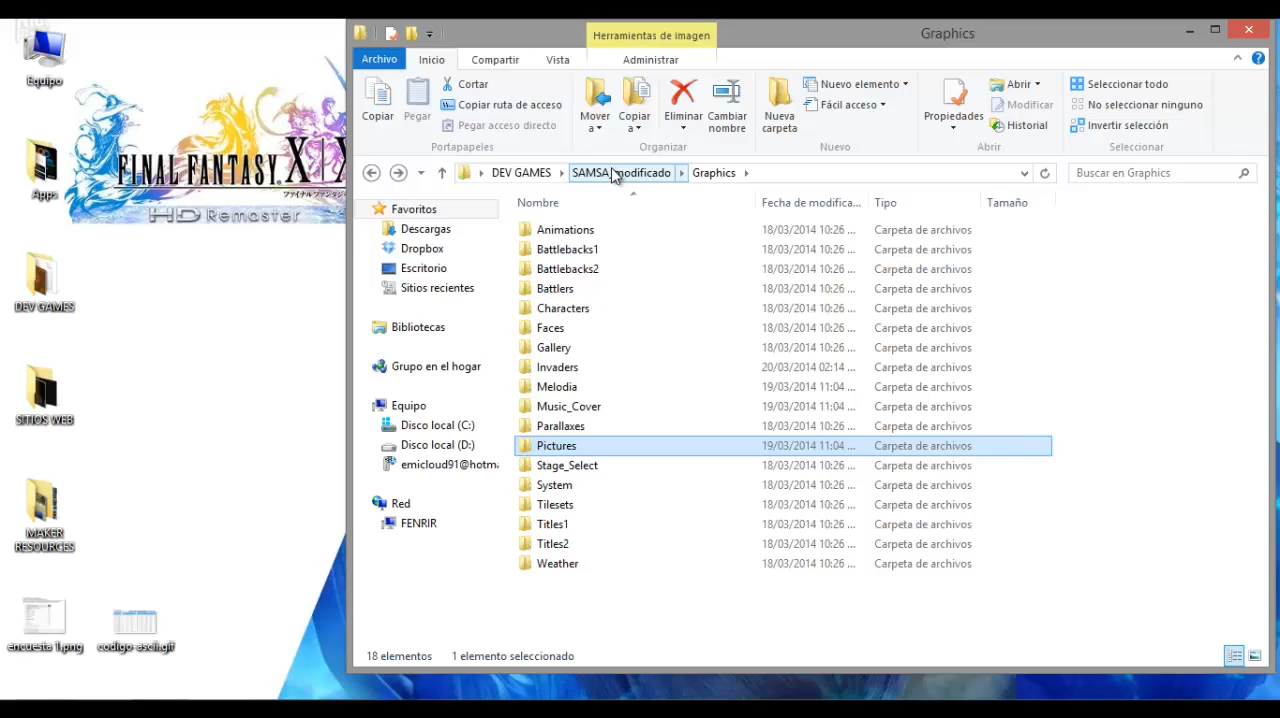 Equipo
FINAL FANTASY X|X
HD Remaster
Apps
DEV GAMES
SITIOS WEB
MAKER
RESOURCES
encuesta 1.png
codigo-ascii.gif
Herramientas de imagen
Graphics
Archivo
Inicio
Compartir
Vista
Administrar
Copiar
Pegar
Cortar
Copiar ruta de acceso
Pegar acceso directo
Portapapeles
Mover
a
Copiar
a
Eliminar
Cambiar
nombre
Organizar
Nueva
carpeta
Nuevo elemento
Fácil acceso
Nuevo
Propiedades
Abrir
Modificar
Historial
Abrir
Seleccionar todo
No seleccionar ninguno
Invertir selección
Seleccionar
DEV GAMES
SAMSA modificado
Graphics
Buscar en Graphics
Favoritos
Descargas
Dropbox
Escritorio
Sitios recientes
Bibliotecas
Grupo en el hogar
Equipo
Disco local (C:)
Disco local (D:)
emicloud91@hotm
Red
FENRIR
Nombre Fecha de modifica... Tipo Tamaño
Animations 18/03/2014 10:26 ... Carpeta de archivos
Battlebacks1 18/03/2014 10:26 ... Carpeta de archivos
Battlebacks2 18/03/2014 10:26 ... Carpeta de archivos
Battlers 18/03/2014 10:26 ... Carpeta de archivos
Characters 18/03/2014 10:26 ... Carpeta de archivos
Faces 18/03/2014 10:26 ... Carpeta de archivos
Gallery 18/03/2014 10:26 ... Carpeta de archivos
Invaders 20/03/2014 02:14 ... Carpeta de archivos
Melodia 19/03/2014 11:04 ... Carpeta de archivos
Music_Cover 19/03/2014 11:04 ... Carpeta de archivos
Parallaxes 18/03/2014 10:26 ... Carpeta de archivos
Pictures 19/03/2014 11:04 ... Carpeta de archivos
Stage_Select 18/03/2014 10:26 ... Carpeta de archivos
System 18/03/2014 10:26 ... Carpeta de archivos
Tilesets 18/03/2014 10:26 ... Carpeta de archivos
Titles1 18/03/2014 10:26 ... Carpeta de archivos
Titles2 18/03/2014 10:26 ... Carpeta de archivos
Weather 18/03/2014 10:26 ... Carpeta de archivos
18 elementos 1 elemento seleccionado